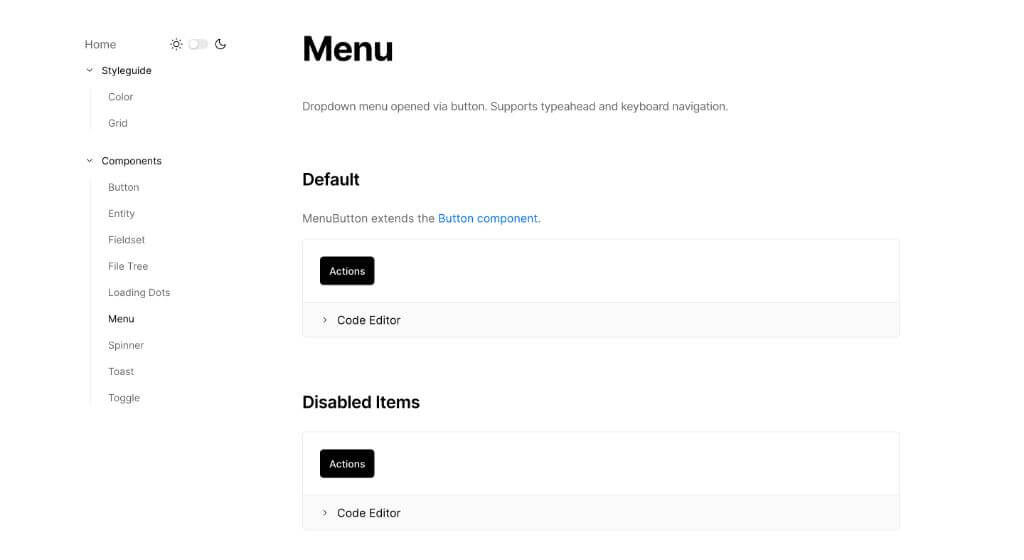 Home
Styleguide
Color
Grid
Components
Button
Entity
Fieldset
File Tree
Loading Dots
Menu
Spinner
Toast
Toggle
Menu
Dropdown menu opened via button. Supports typeahead and keyboard navigation.
Default
MenuButton extends the Button component.
Actions
Code Editor
Disabled Items
Actions
Code Editor